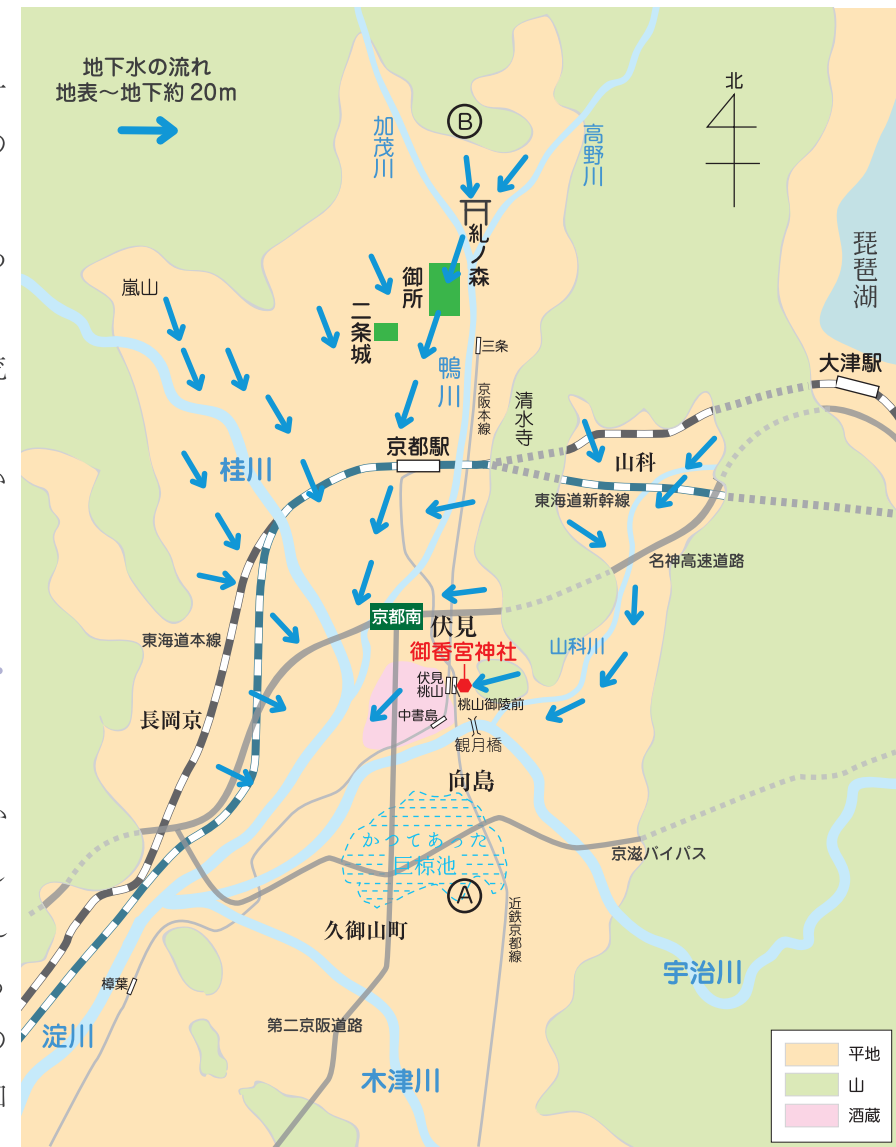 地下水の流れ
地表〜地下約20m
北
Ⓑ
加茂川
高野川
糺ノ森
御所
二条城
嵐山
琵琶湖
三条
鴨川
京阪本線
清水寺
大津駅
京都駅
山科
桂川
東海道新幹線
名神高速道路
京都南
伏見
御香宮神社
山科川
東海道本線
伏見
桃山
桃山御陵前
長岡京
中書島
観月橋
向島
かつてあった
巨椋池
Ⓐ
京滋バイパス
久御山町
近鉄京都線
宇治川
樟葉
第二京阪道路
淀川
木津川
平地
山
酒蔵